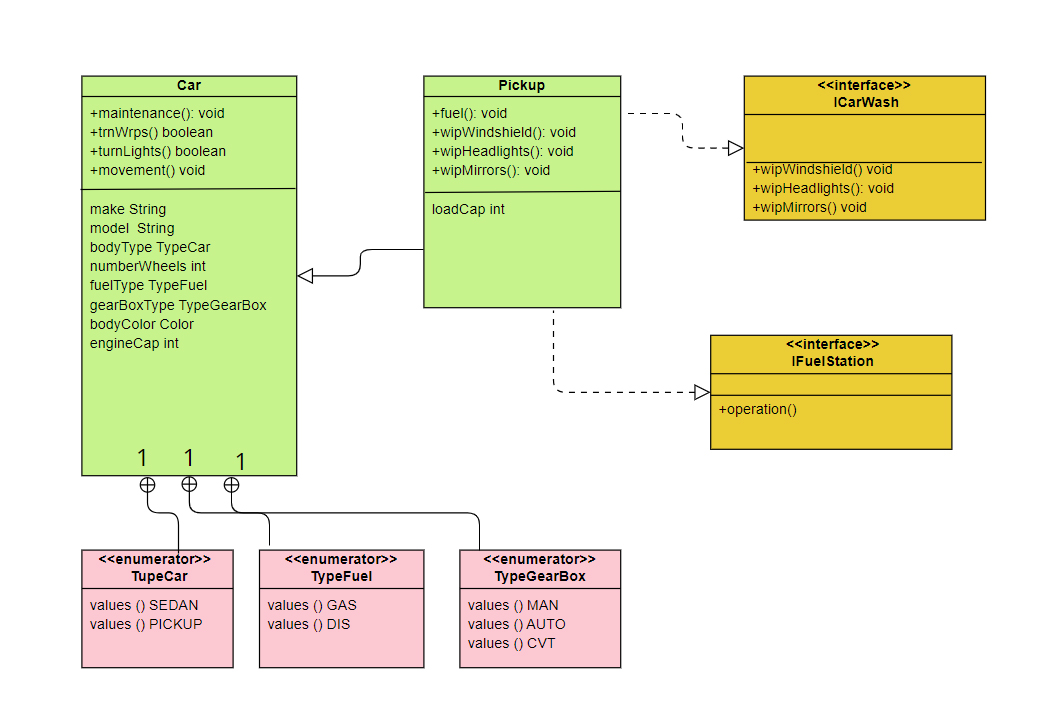 Car
+maintenance(): void
+trnWrps() boolean
+turnLights() boolean
+movement() void
make String
model  String
bodyType TypeCar
numberWheels int
fuelType TypeFuel
gearBoxType TypeGearBox
bodyColor Color
engineCap int
1 1 1
Pickup
+fuel(): void
+wipWindshield(): void
+wipHeadlights(): void
+wipMirrors(): void
loadCap int
<<interface>>
ICarWash
+wipWindshield() void
+wipHeadlights(): void
+wipMirrors() void
<<interface>>
IFuelStation
+operation()
<<enumerator>>
TupeCar
values () SEDAN
values () PICKUP
<<enumerator>>
TypeFuel
values () GAS
values () DIS
<<enumerator>>
TypeGearBox
values () MAN
values () AUTO
values () CVT